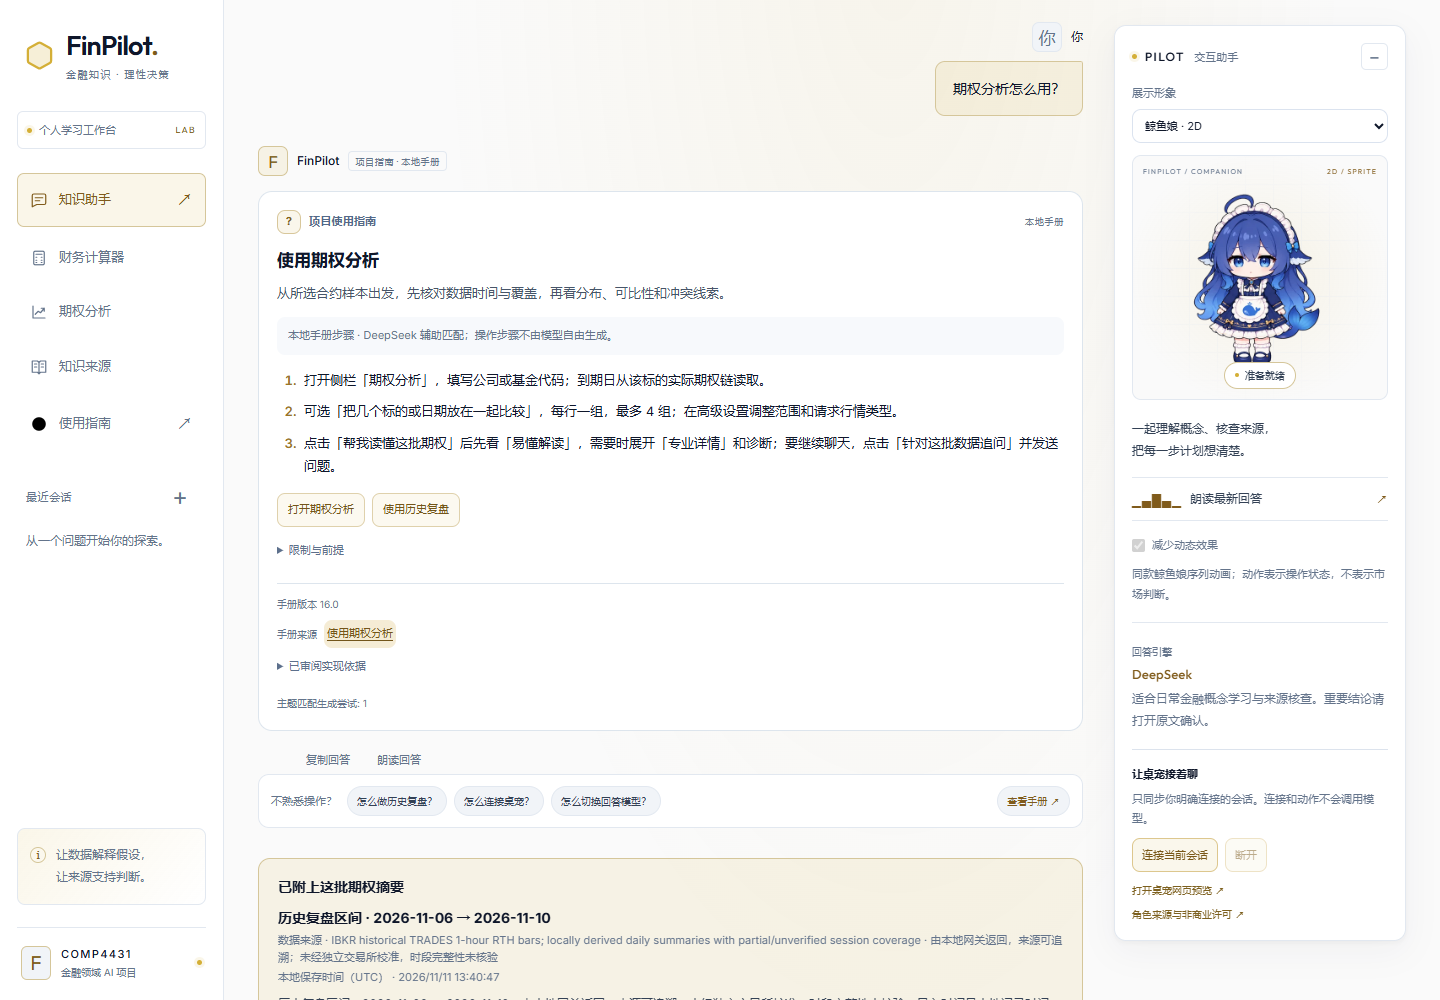 FinPilot.
金融知识 · 理性决策
个人学习工作台
LAB
知识助手
财务计算器
期权分析
知识来源
使用指南
最近会话
+
从一个问题开始你的探索。
让数据解释假设，
让来源支持判断。
F
COMP4431
金融领域 AI 项目
你 你
期权分析怎么用？
F FinPilot 项目指南 · 本地手册
? 项目使用指南
本地手册
使用期权分析
从所选合约样本出发，先核对数据时间与覆盖，再看分布、可比性和冲突线索。
本地手册步骤 · DeepSeek 辅助匹配；操作步骤不由模型自由生成。
1. 打开侧栏「期权分析」，填写公司或基金代码；到期日从该标的实际期权链读取。
2. 可选「把几个标的或日期放在一起比较」，每行一组，最多 4 组；在高级设置调整范围和请求行情类型。
3. 点击「帮我读懂这批期权」后先看「易懂解读」，需要时展开「专业详情」和诊断；要继续聊天，点击「针对这批数据追问」并发送
问题。
打开期权分析 使用历史复盘
限制与前提
手册版本 16.0
手册来源 使用期权分析
已审阅实现依据
主题匹配生成尝试: 1
复制回答 朗读回答
不熟悉操作？ 怎么做历史复盘？ 怎么连接桌宠？ 怎么切换回答模型？ 查看手册 ↗
已附上这批期权摘要
历史复盘区间 · 2026-11-06 → 2026-11-10
数据来源 · IBKR historical TRADES 1-hour RTH bars; locally derived daily summaries with partial/unverified session coverage · 由本地网关返回，来源可追
溯；未经独立交易所校准，时段完整性未核验
本地保存时间（UTC） · 2026/11/11 13:40:47
PILOT 交互助手
−
展示形象
鲸鱼娘 · 2D
FINPILOT / COMPANION
2D / SPRITE
准备就绪
一起理解概念、核查来源，
把每一步计划想清楚。
朗读最新回答 ↗
减少动态效果
同款鲸鱼娘序列动画；动作表示操作状态，不表示市
场判断。
回答引擎
DeepSeek
适合日常金融概念学习与来源核查。重要结论请
打开原文确认。
让桌宠接着聊
只同步你明确连接的会话。连接和动作不会调用模
型。
连接当前会话 断开
打开桌宠网页预览 ↗
角色来源与非商业许可 ↗